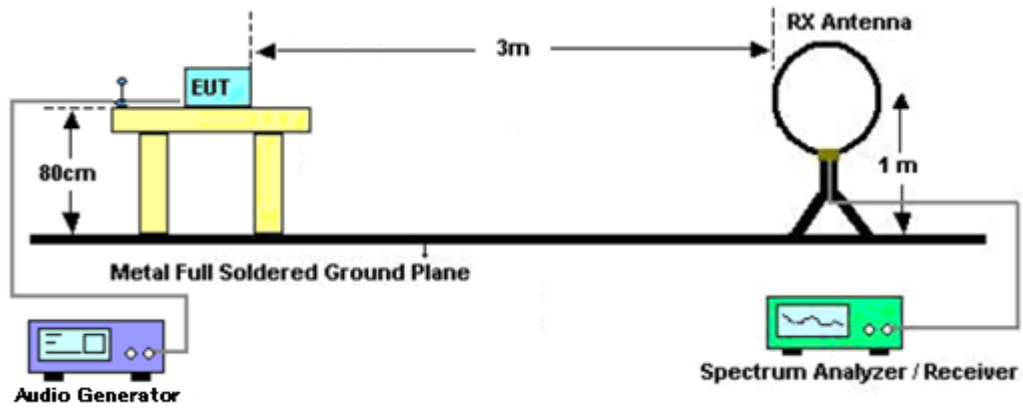 RX Antenna
3m
EUT
80cm
1 m
Metal Full Soldered Ground Plane
Spectrum Analyzer / Receiver
Audio Generator